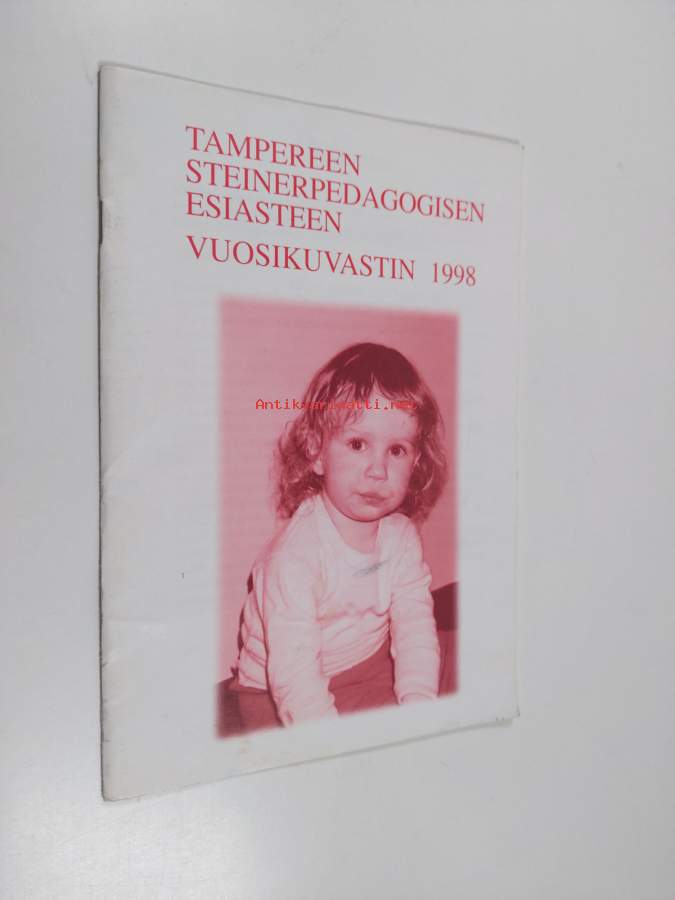 TAMPEREEN
STEINERPEDAGOGISEN
ESIASTEEN
VUOSIKUVASTIN 1998
Antikvariaatti.net